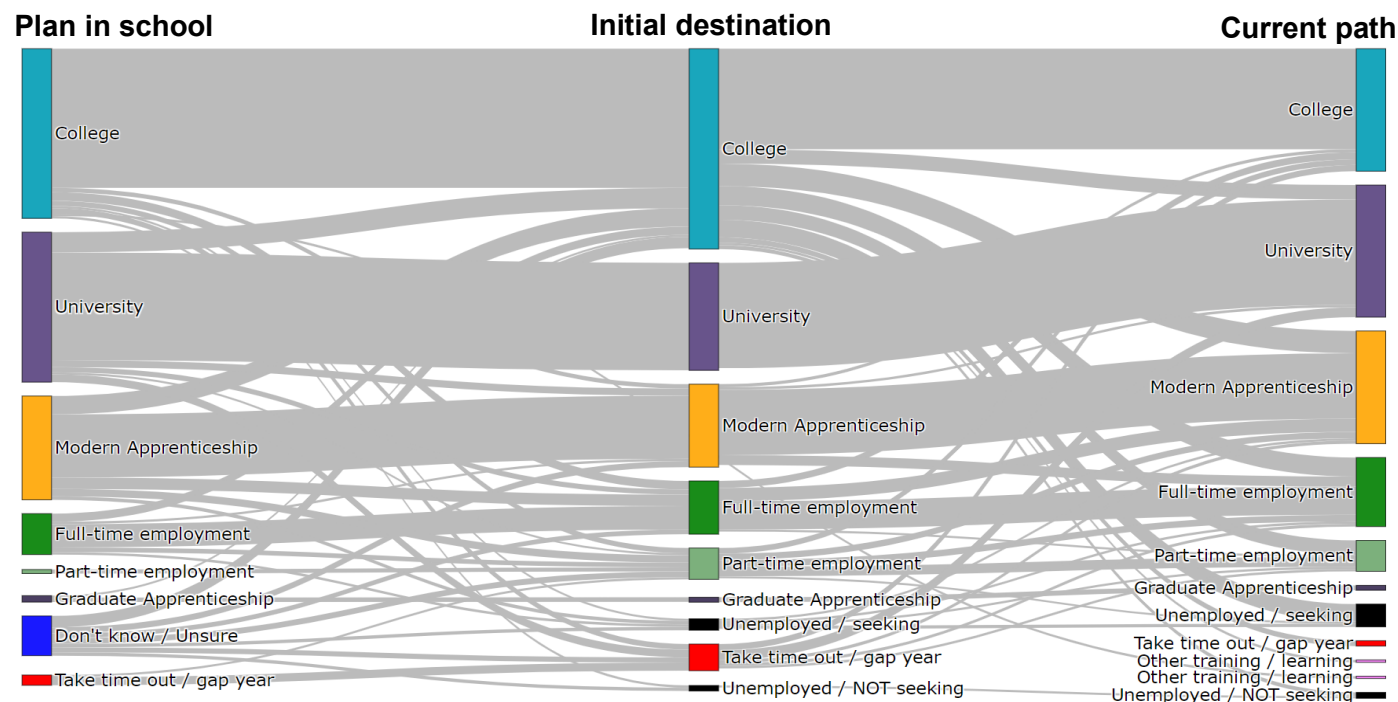 Plan in school
Initial destination
Current path
College
University
Modern Apprenticeship
Full-time employment
Part-time employment
Graduate Apprenticeship
Don't know / Unsure
Take time out / gap year
College
University
Modern Apprenticeship
Full-time employment
Part-time employment
Graduate Apprenticeship
Unemployed / seeking
Take time out / gap year
Unemployed / NOT seeking
College
University
Modern Apprenticeship
Full-time employment
Part-time employment
Graduate Apprenticeship
Unemployed / seeking
Take time out / gap year
Other training / learning
Other training / learning
Unemployed / NOT seeking